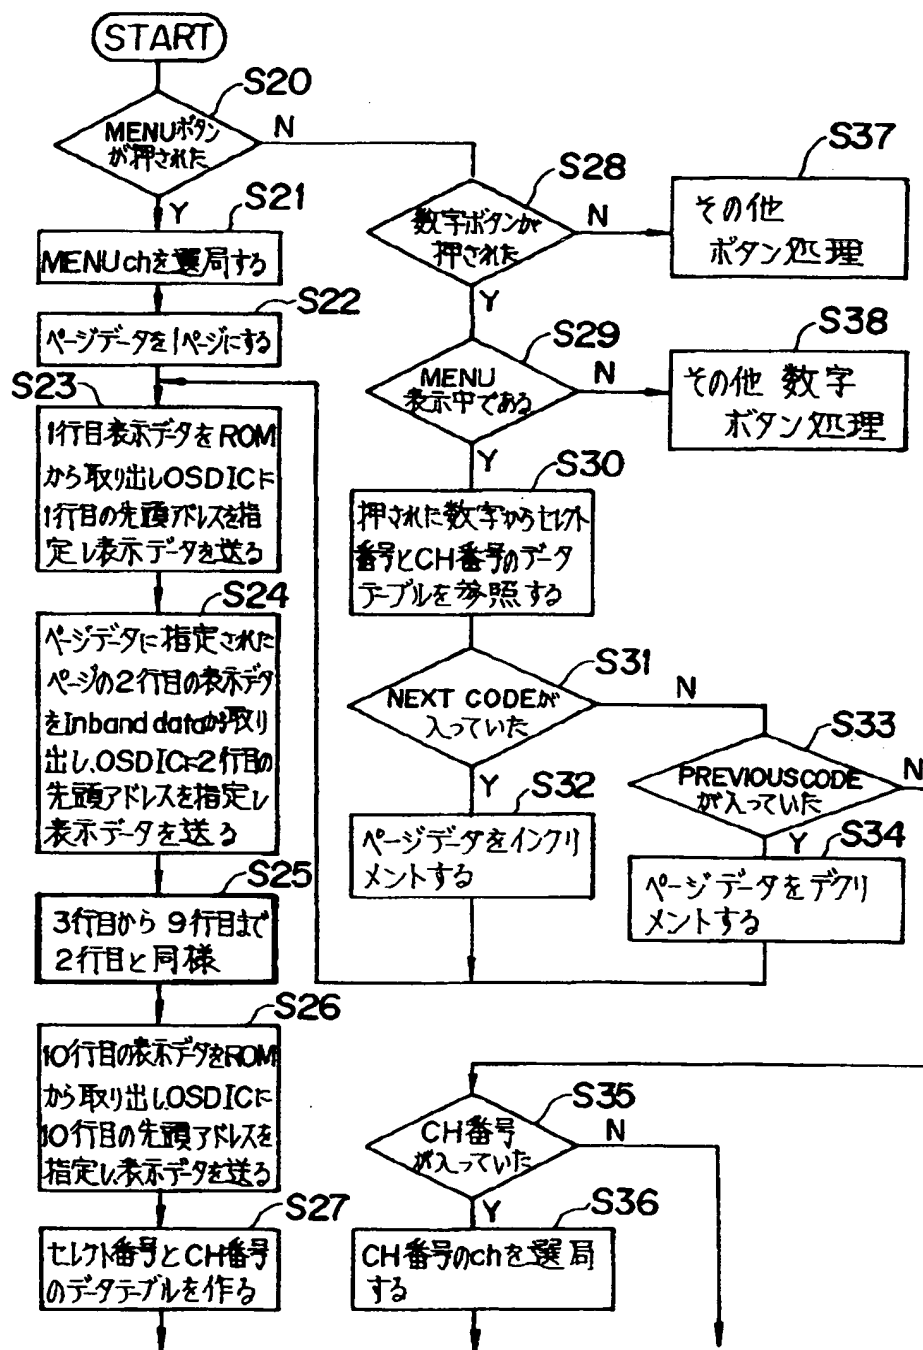 START
S20
MENUボタン
が押された
N
Y
S21
MENU chを選局する
S22
ページデータを1ページにする
S23
1行目表示データをROM
から取り出しOSDICに
1行目の先頭アドレスを指
定し表示データを送る
S24
ページデータに指定された
ページの2行目の表示データ
をInband dataから取り
出し、OSDICに2行目の
先頭アドレスを指定し
表示データを送る
S25
3行目から9行目まで
2行目と同様
S26
10行目の表示データをROM
から取り出し、OSDICに
10行目の先頭アドレスを
指定し、表示データを送る
S27
セレクト番号とCH番号
のデータテーブルを作る
S28
数字ボタンが
押された
N
Y
S37
その他
ボタン処理
S29
MENU
表示中である
N
Y
S38
その他 数字
ボタン処理
S30
押された数字からセレクト
番号とCH番号のデータ
テーブルを参照する
S31
NEXT CODEが
入っていた
N
Y
S32
ページデータをインクリ
メントする
S33
PREVIOUS CODE
が入っていた
N
Y
S34
ページデータをデクリ
メントする
S35
CH番号
が入っていた
N
Y
S36
CH番号のchを選局
する